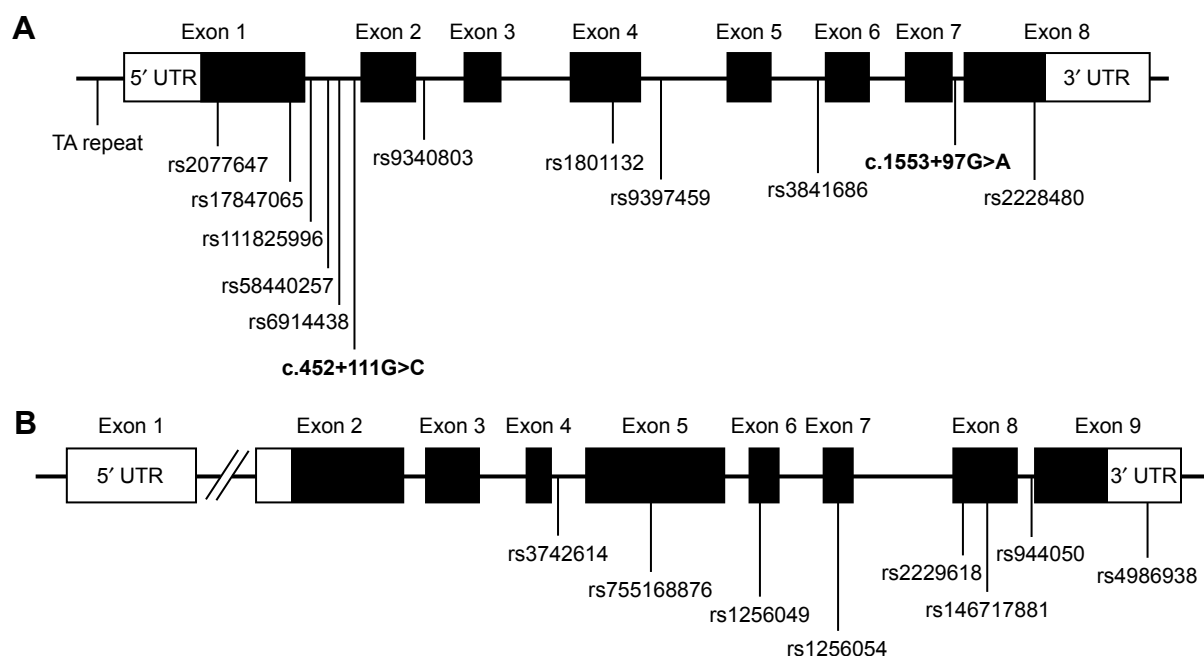 A
Exon 1 Exon 2 Exon 3 Exon 4 Exon 5 Exon 6 Exon 7 Exon 8
5′ UTR 3′ UTR
TA repeat
rs2077647
rs17847065
rs111825996
rs58440257
rs6914438
c.452+111G>C
rs9340803
rs1801132
rs9397459
rs3841686
c.1553+97G>A
rs2228480
B
Exon 1 Exon 2 Exon 3 Exon 4 Exon 5 Exon 6 Exon 7 Exon 8 Exon 9
5′ UTR 3′ UTR
rs3742614
rs755168876
rs1256049
rs1256054
rs2229618
rs146717881
rs944050
rs4986938